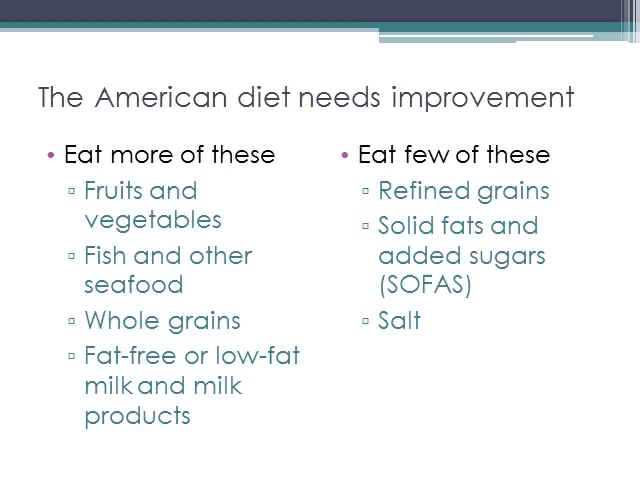 The American diet needs improvement
• Eat more of these
▫ Fruits and
vegetables
▫ Fish and other
seafood
▫ Whole grains
▫ Fat-free or low-fat
milk and milk
products
• Eat few of these
▫ Refined grains
▫ Solid fats and
added sugars
(SOFAS)
▫ Salt